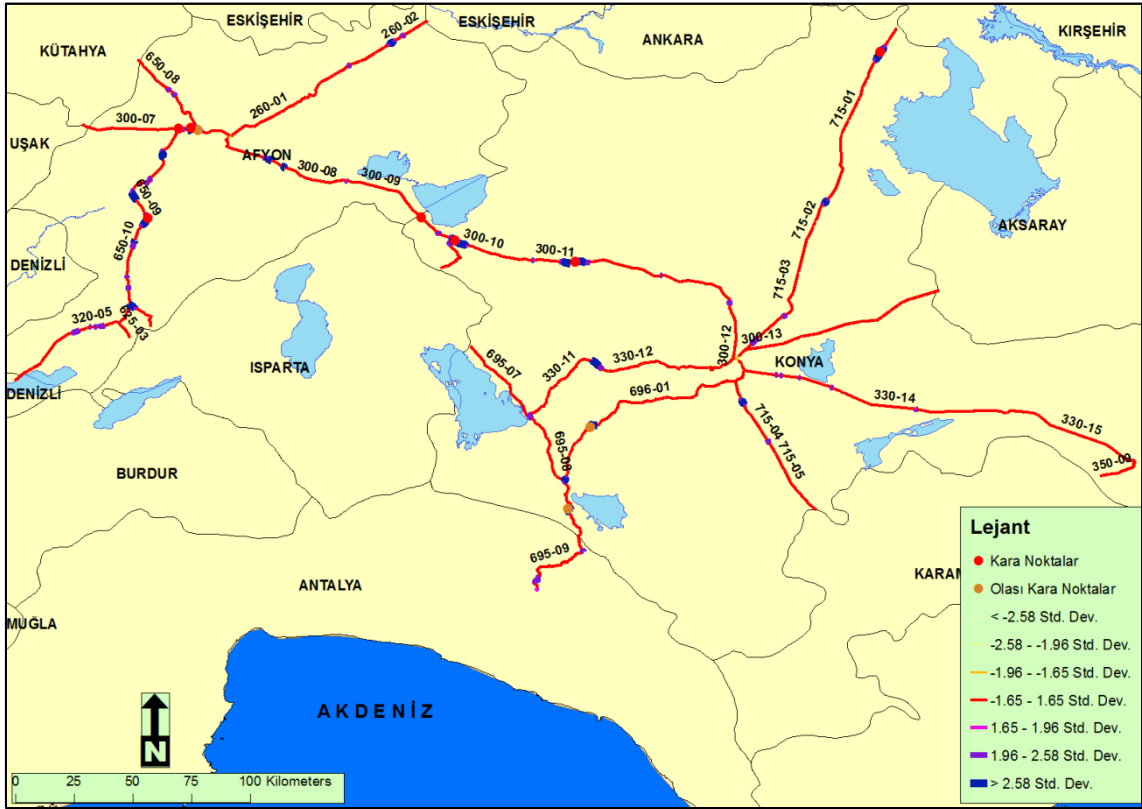 ESKİŞEHİR
ESKİŞEHİR
260-02
ANKARA
KIRŞEHİR
KÜTAHYA
650-08
260-01
715-01
300-07
UŞAK
AFYON
300-08
300-09
650-09
715-02
AKSARAY
650-10
300-10
300-11
DENİZLİ
715-03
320-05
625-03
300-12
300-13
ISPARTA
695-07
330-11
330-12
KONYA
DENİZLİ
696-01
330-14
330-15
715-04
715-05
695-08
350-09
BURDUR
695-09
ANTALYA
KARAM
MUĞLA
AKDENİZ
N
0 25 50 75 100 Kilometers
Lejant
Kara Noktalar
Olası Kara Noktalar
< -2.58 Std. Dev.
-2.58 - -1.96 Std. Dev.
-1.96 - -1.65 Std. Dev.
-1.65 - 1.65 Std. Dev.
1.65 - 1.96 Std. Dev.
1.96 - 2.58 Std. Dev.
> 2.58 Std. Dev.